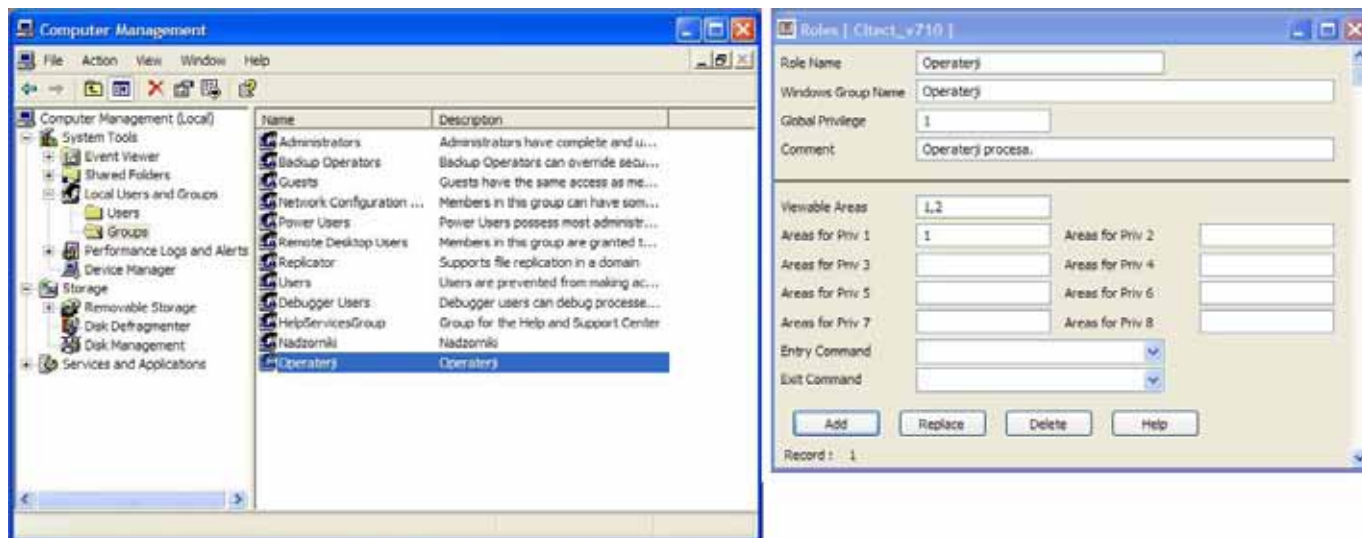 Computer Management
File Action View Window Help
Computer Management (Local)
System Tools
Event Viewer
Shared Folders
Local Users and Groups
Users
Groups
Performance Logs and Alerts
Device Manager
Storage
Removable Storage
Disk Defragmenter
Disk Management
Services and Applications
Name Description
Administrators Administrators have complete and u...
Backup Operators Backup Operators can override secu...
Guests Guests have the same access as me...
Network Configuration ... Members in this group can have som...
Power Users Power Users possess most administr...
Remote Desktop Users Members in this group are granted t...
Replicator Supports file replication in a domain
Users Users are prevented from making ac...
Debugger Users Debugger users can debug processe...
HelpServicesGroup Group for the Help and Support Center
Nadzorniki Nadzorniki
Operaterji Operaterji
Roles [ Citect_v710 ]
Role Name Operaterji
Windows Group Name Operaterji
Global Privilege 1
Comment Operaterji procesa.
Viewable Areas 1,2
Areas for Priv 1 1 Areas for Priv 2
Areas for Priv 3 Areas for Priv 4
Areas for Priv 5 Areas for Priv 6
Areas for Priv 7 Areas for Priv 8
Entry Command
Exit Command
Add Replace Delete Help
Record : 1